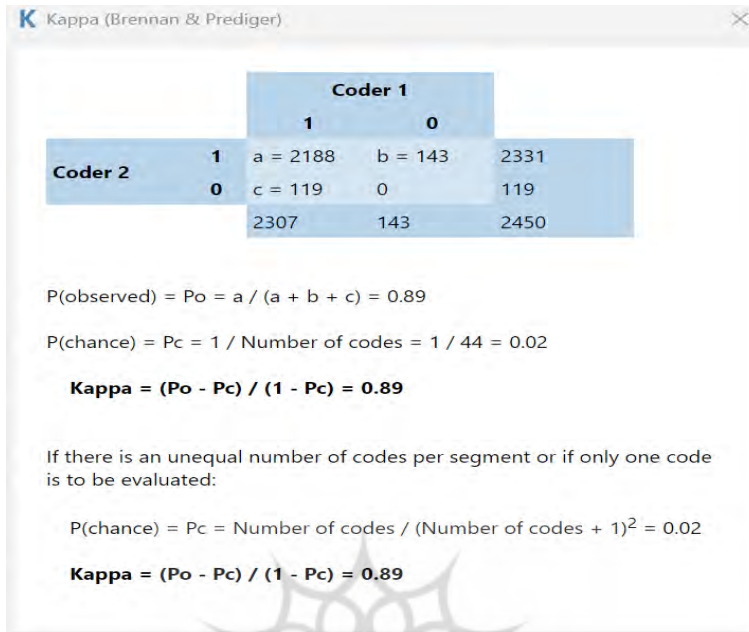 K Kappa (Brennan & Prediger)
Coder 1
1 0
Coder 2 1 a = 2188 b = 143 2331
0 c = 119 0 119
2307 143 2450
P(observed) = Po = a / (a + b + c) = 0.89
P(chance) = Pc = 1 / Number of codes = 1 / 44 = 0.02
Kappa = (Po - Pc) / (1 - Pc) = 0.89
If there is an unequal number of codes per segment or if only one code
is to be evaluated:
P(chance) = Pc = Number of codes / (Number of codes + 1)² = 0.02
Kappa = (Po - Pc) / (1 - Pc) = 0.89